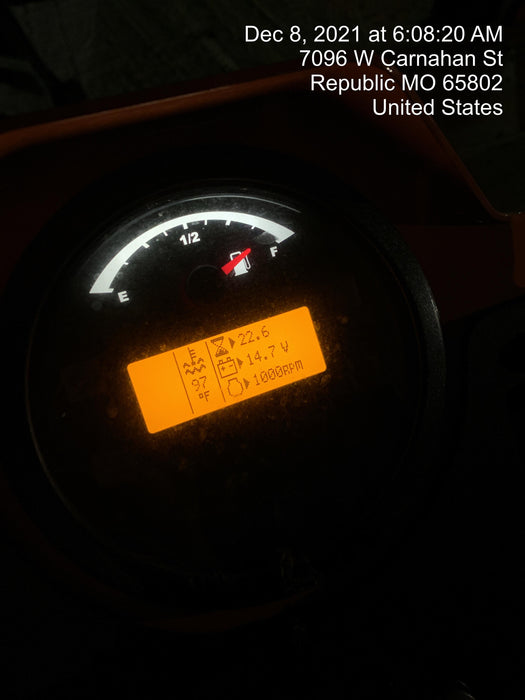 Dec 8, 2021 at 6:08:20 AM
7096 W Carnahan St
Republic MO 65802
United States
1/2
E
F
22.6
97
°F
14.7 V
1000RPM